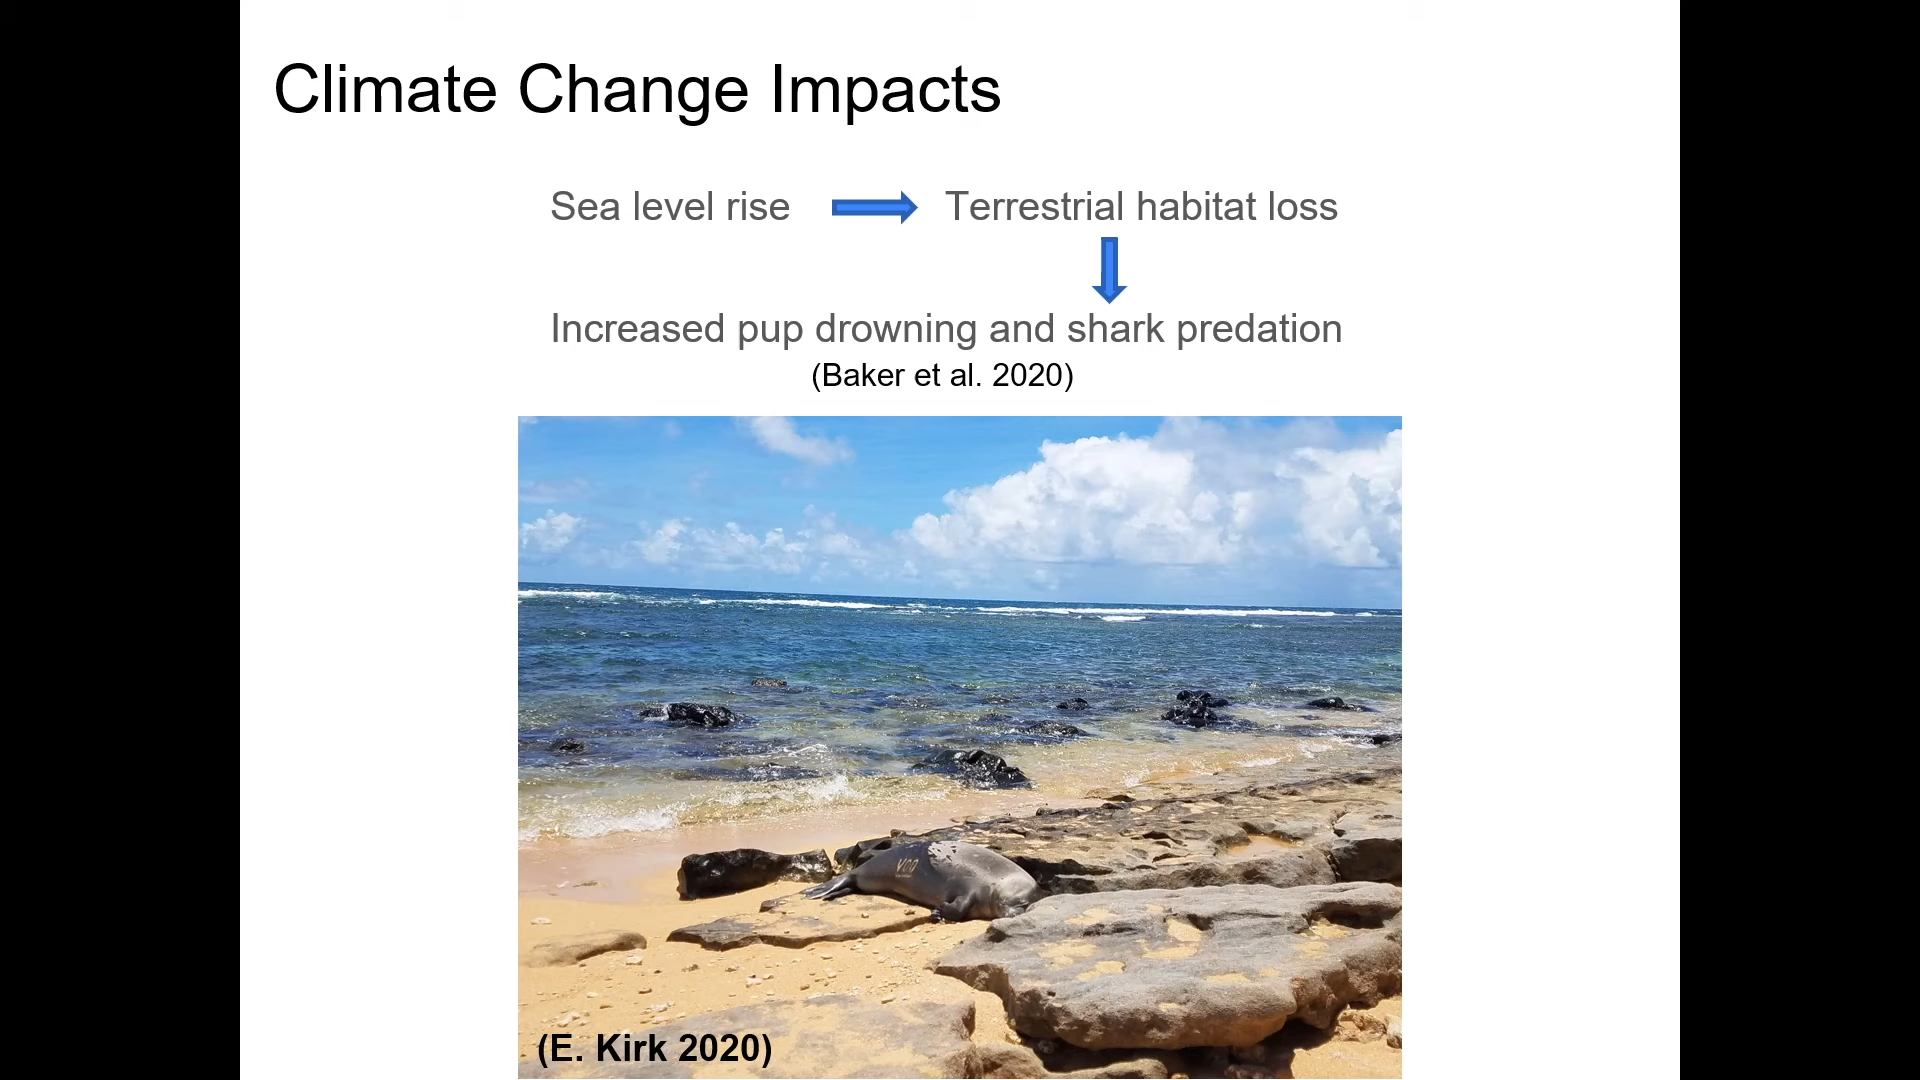 Climate Change Impacts
Sea level rise
Terrestrial habitat loss
Increased pup drowning and shark predation
(Baker et al. 2020)
(E. Kirk 2020)